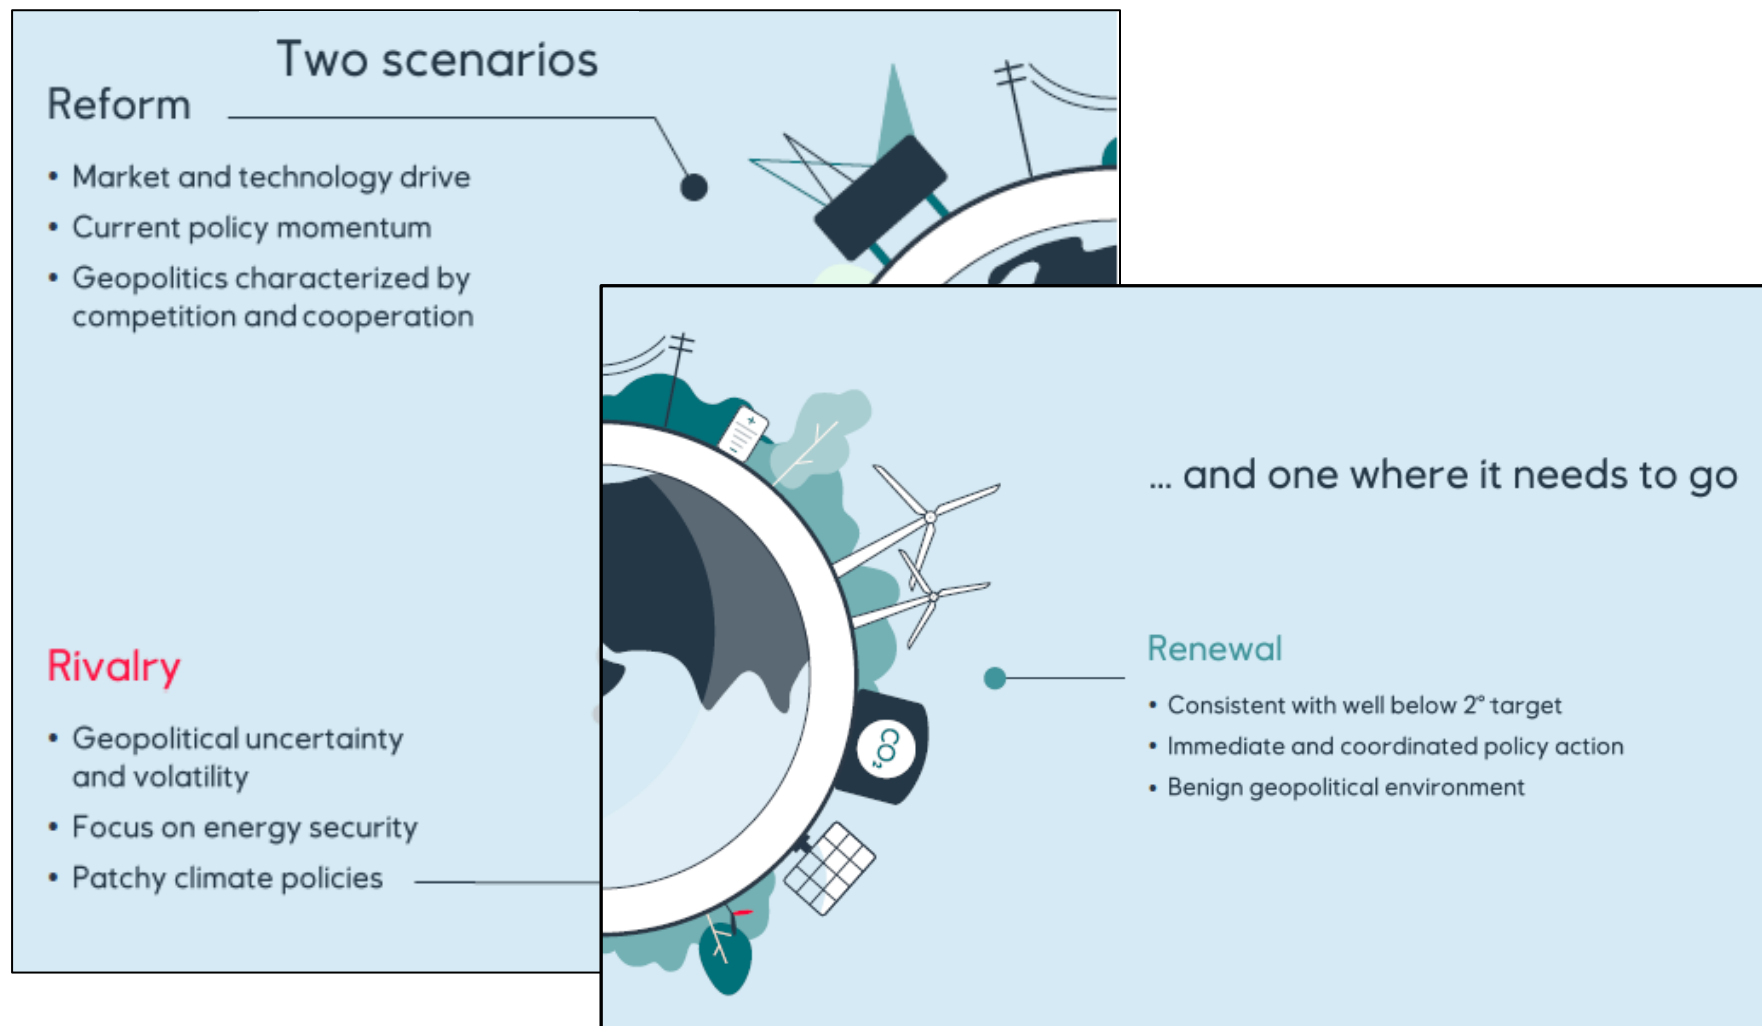 Two scenarios
Reform
• Market and technology drive
• Current policy momentum
• Geopolitics characterized by
competition and cooperation
Rivalry
• Geopolitical uncertainty
and volatility
• Focus on energy security
• Patchy climate policies
... and one where it needs to go
Renewal
• Consistent with well below 2° target
• Immediate and coordinated policy action
• Benign geopolitical environment
CO₂